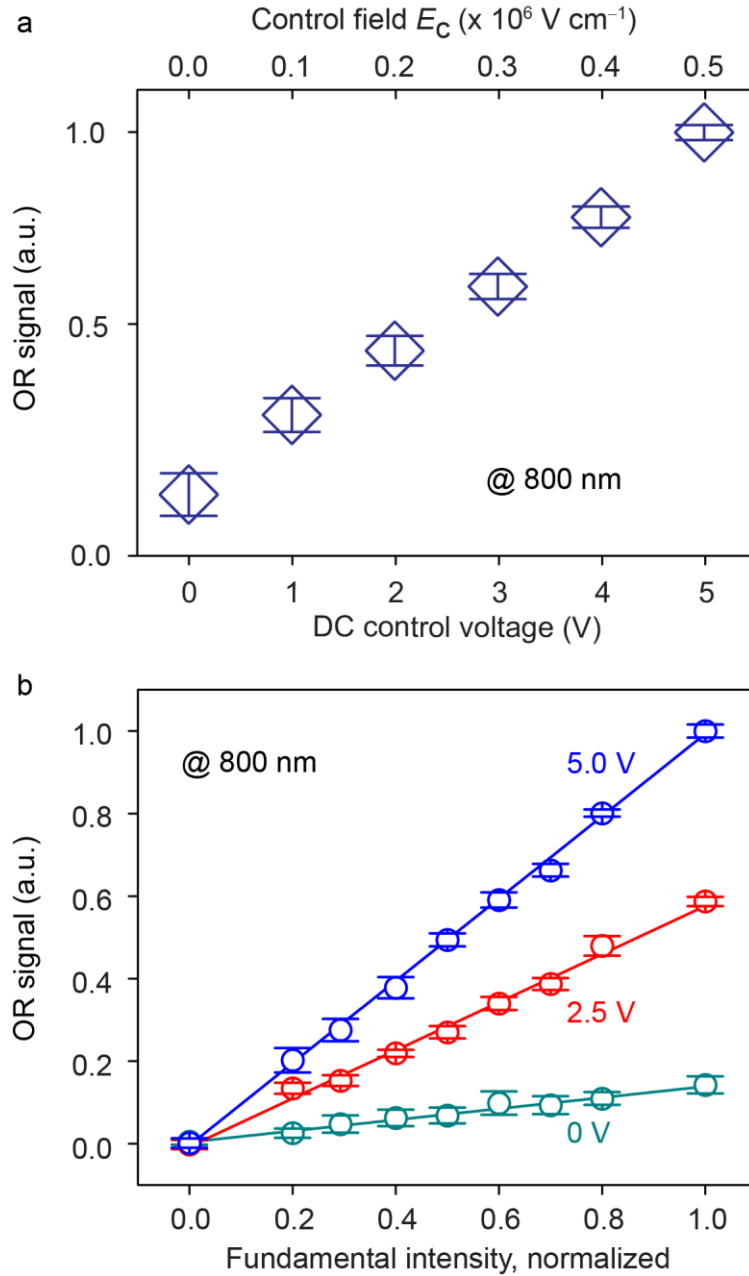 a
Control field E_C (x 10⁶ V cm⁻¹)
0.0 0.1 0.2 0.3 0.4 0.5
OR signal (a.u.)
1.0
0.5
0.0
@ 800 nm
0 1 2 3 4 5
DC control voltage (V)
b
OR signal (a.u.)
1.0
0.8
0.6
0.4
0.2
0.0
@ 800 nm
5.0 V
2.5 V
0 V
0.0 0.2 0.4 0.6 0.8 1.0
Fundamental intensity, normalized